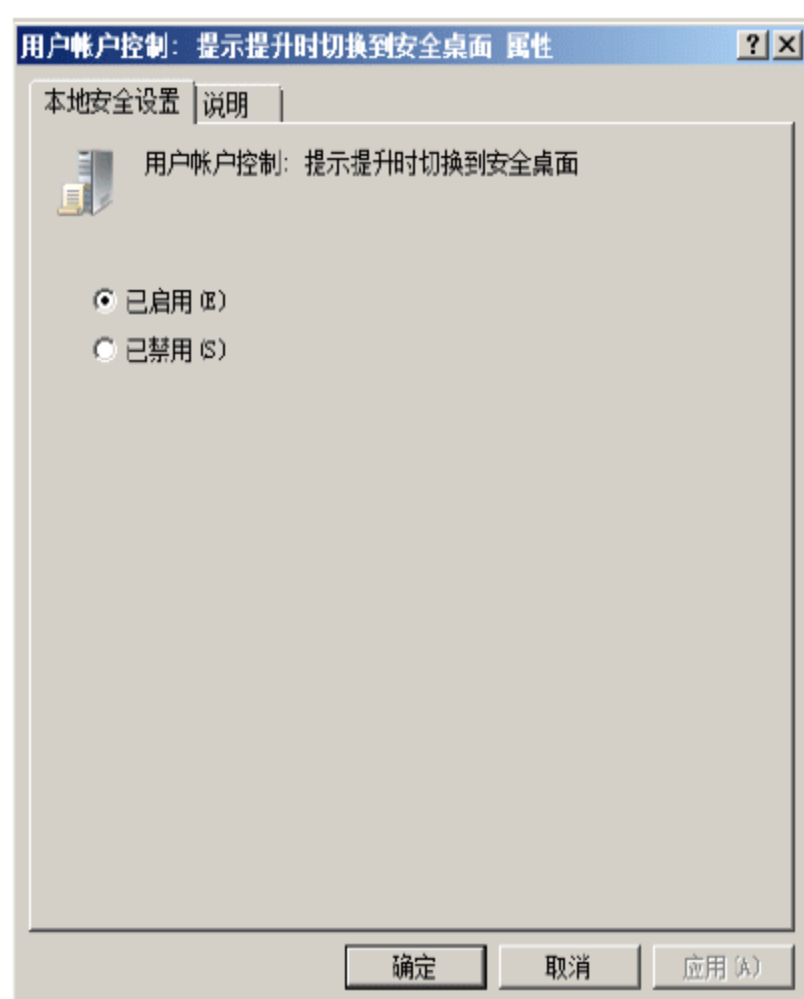 用户帐户控制: 提示提升时切换到安全桌面 属性
本地安全设置 说明
用户帐户控制: 提示提升时切换到安全桌面
已启用(E)
已禁用(S)
确定 取消 应用(A)